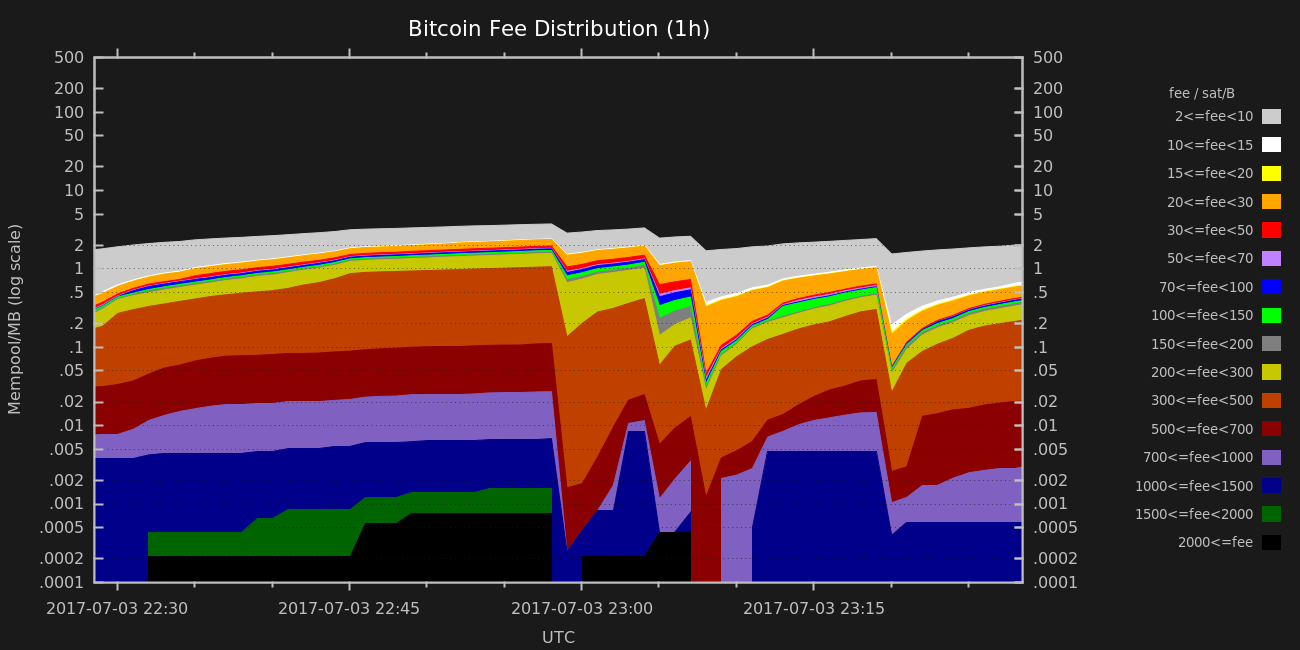 Bitcoin Fee Distribution (1h)
500 500
200 200
100 100
50 50
20 20
10 10
5 5
2 2
1 1
.5 .5
.2 .2
.1 .1
.05 .05
.02 .02
.01 .01
.005 .005
.002 .002
.001 .001
.0005 .0005
.0002 .0002
.0001 .0001
Mempool/MB (log scale)
2017-07-03 22:30 2017-07-03 22:45 2017-07-03 23:00 2017-07-03 23:15
UTC
fee / sat/B
2<=fee<10
10<=fee<15
15<=fee<20
20<=fee<30
30<=fee<50
50<=fee<70
70<=fee<100
100<=fee<150
150<=fee<200
200<=fee<300
300<=fee<500
500<=fee<700
700<=fee<1000
1000<=fee<1500
1500<=fee<2000
2000<=fee